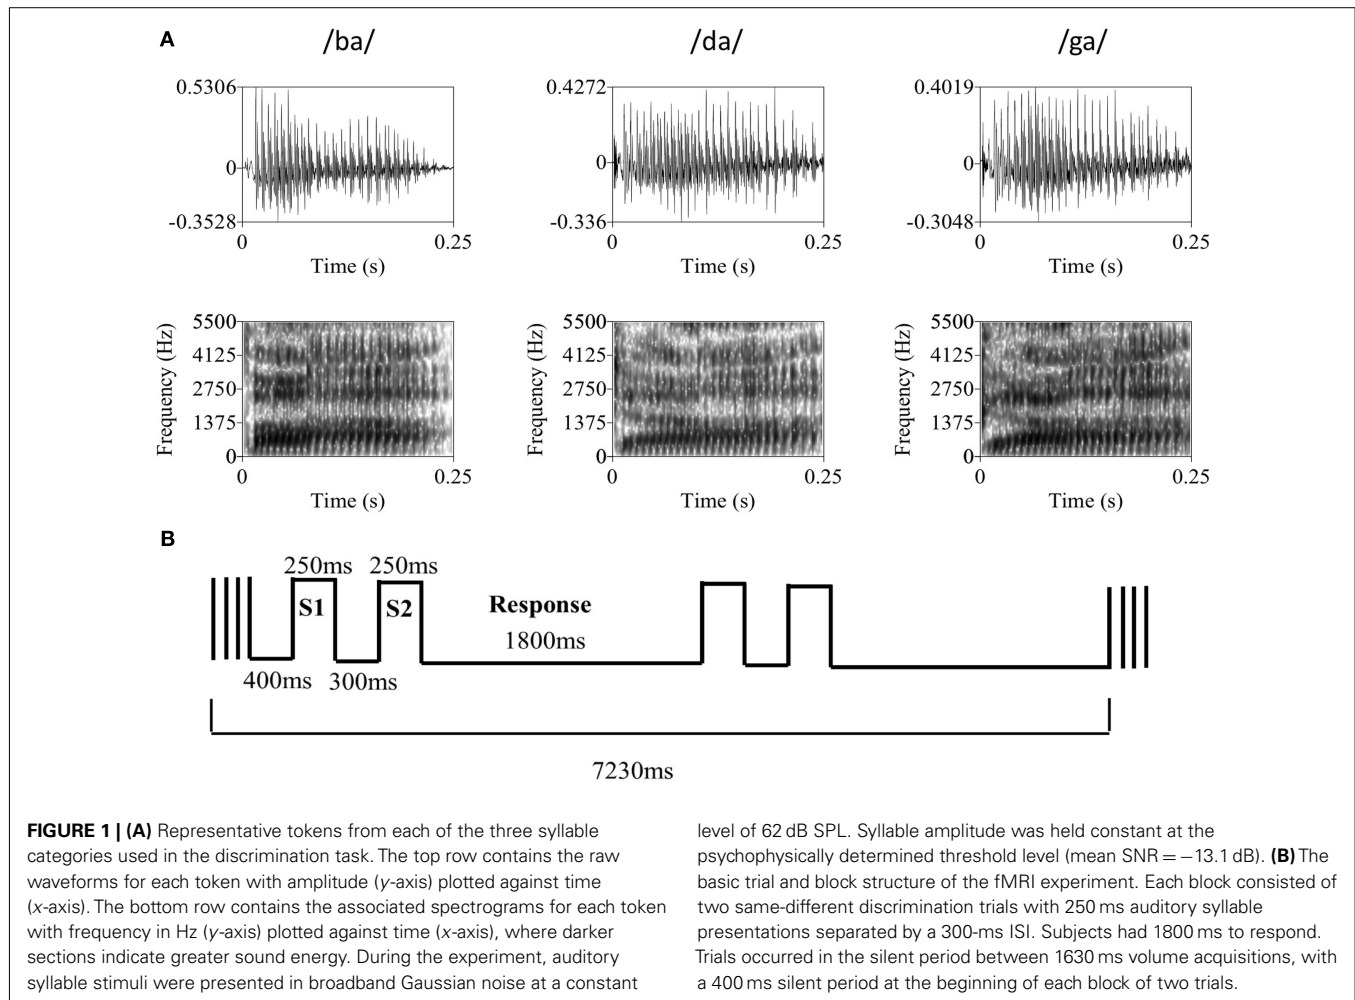 A
/ba/
/da/
/ga/
0.5306
0
-0.3528
0
0.25
Time (s)
0.4272
0
-0.336
0
0.25
Time (s)
0.4019
0
-0.3048
0
0.25
Time (s)
Frequency (Hz)
5500
4125
2750
1375
0
0
0.25
Time (s)
Frequency (Hz)
5500
4125
2750
1375
0
0
0.25
Time (s)
Frequency (Hz)
5500
4125
2750
1375
0
0
0.25
Time (s)
B
250ms
250ms
S1
S2
Response
1800ms
400ms
300ms
7230ms
FIGURE 1 | (A) Representative tokens from each of the three syllable
categories used in the discrimination task. The top row contains the raw
waveforms for each token with amplitude (y-axis) plotted against time
(x-axis). The bottom row contains the associated spectrograms for each token
with frequency in Hz (y-axis) plotted against time (x-axis), where darker
sections indicate greater sound energy. During the experiment, auditory
syllable stimuli were presented in broadband Gaussian noise at a constant
level of 62 dB SPL. Syllable amplitude was held constant at the
psychophysically determined threshold level (mean SNR = −13.1 dB). (B) The
basic trial and block structure of the fMRI experiment. Each block consisted of
two same-different discrimination trials with 250 ms auditory syllable
presentations separated by a 300-ms ISI. Subjects had 1800 ms to respond.
Trials occurred in the silent period between 1630 ms volume acquisitions, with
a 400 ms silent period at the beginning of each block of two trials.